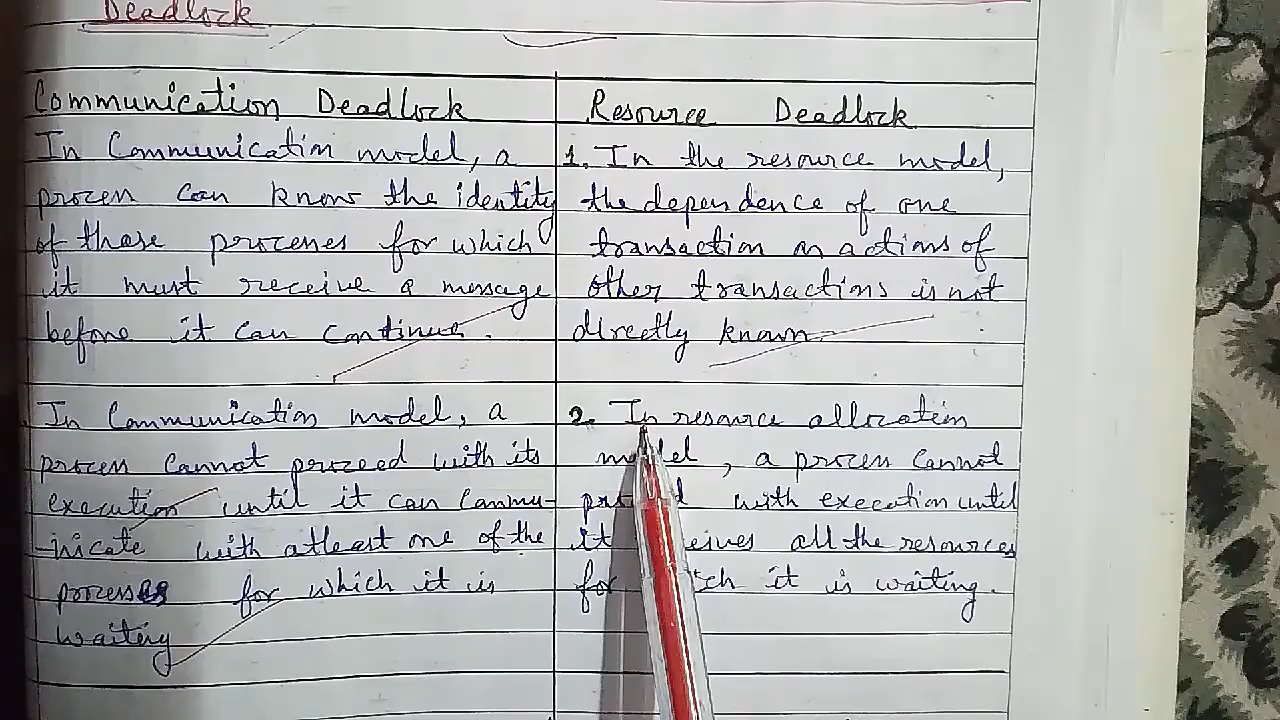 Deadlock
Communication Deadlock
In Communication model, a
process can know the identity
of those processes for which
it must receive a message
before it can continue.
In Communication model, a
process cannot proceed with its
execution until it can Commu-
-nicate with atleast one of the
processes for which it is
waiting
Resource Deadlock
1. In the resource model,
the dependence of one
transaction on actions of
other transactions is not
directly known.
2. In resource allocation
model, a process cannot
with execution until
it all the resources
for it is waiting.